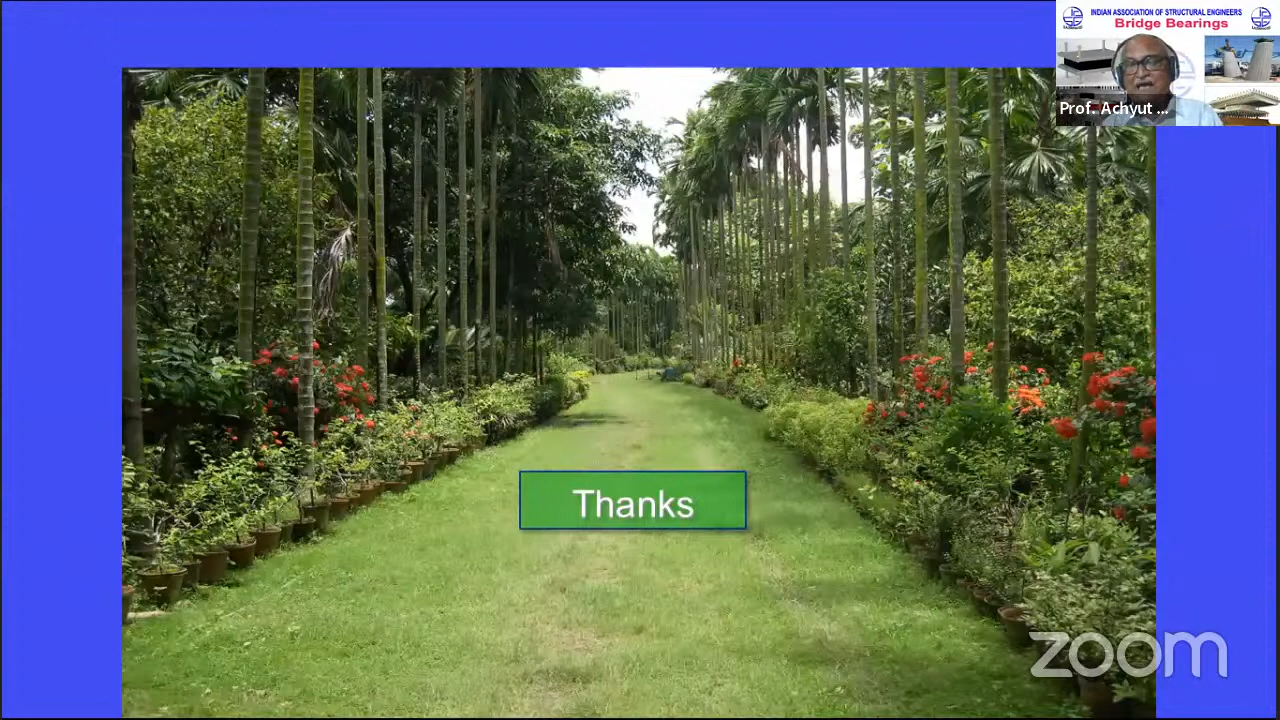 INDIAN ASSOCIATION OF STRUCTURAL ENGINEERS
Bridge Bearings
Prof. Achyut ...
Thanks
zoom